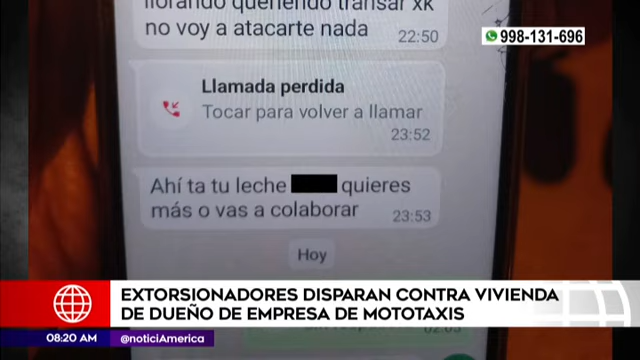 llorando queriendo transar xk
no voy a atacarte nada
22:50
998-131-696
Llamada perdida
Tocar para volver a llamar
23:52
Ahí ta tu leche quieres
más o vas a colaborar
23:53
Hoy
EXTORSIONADORES DISPARAN CONTRA VIVIENDA
DE DUEÑO DE EMPRESA DE MOTOTAXIS
08:20 AM
@noticiAmerica